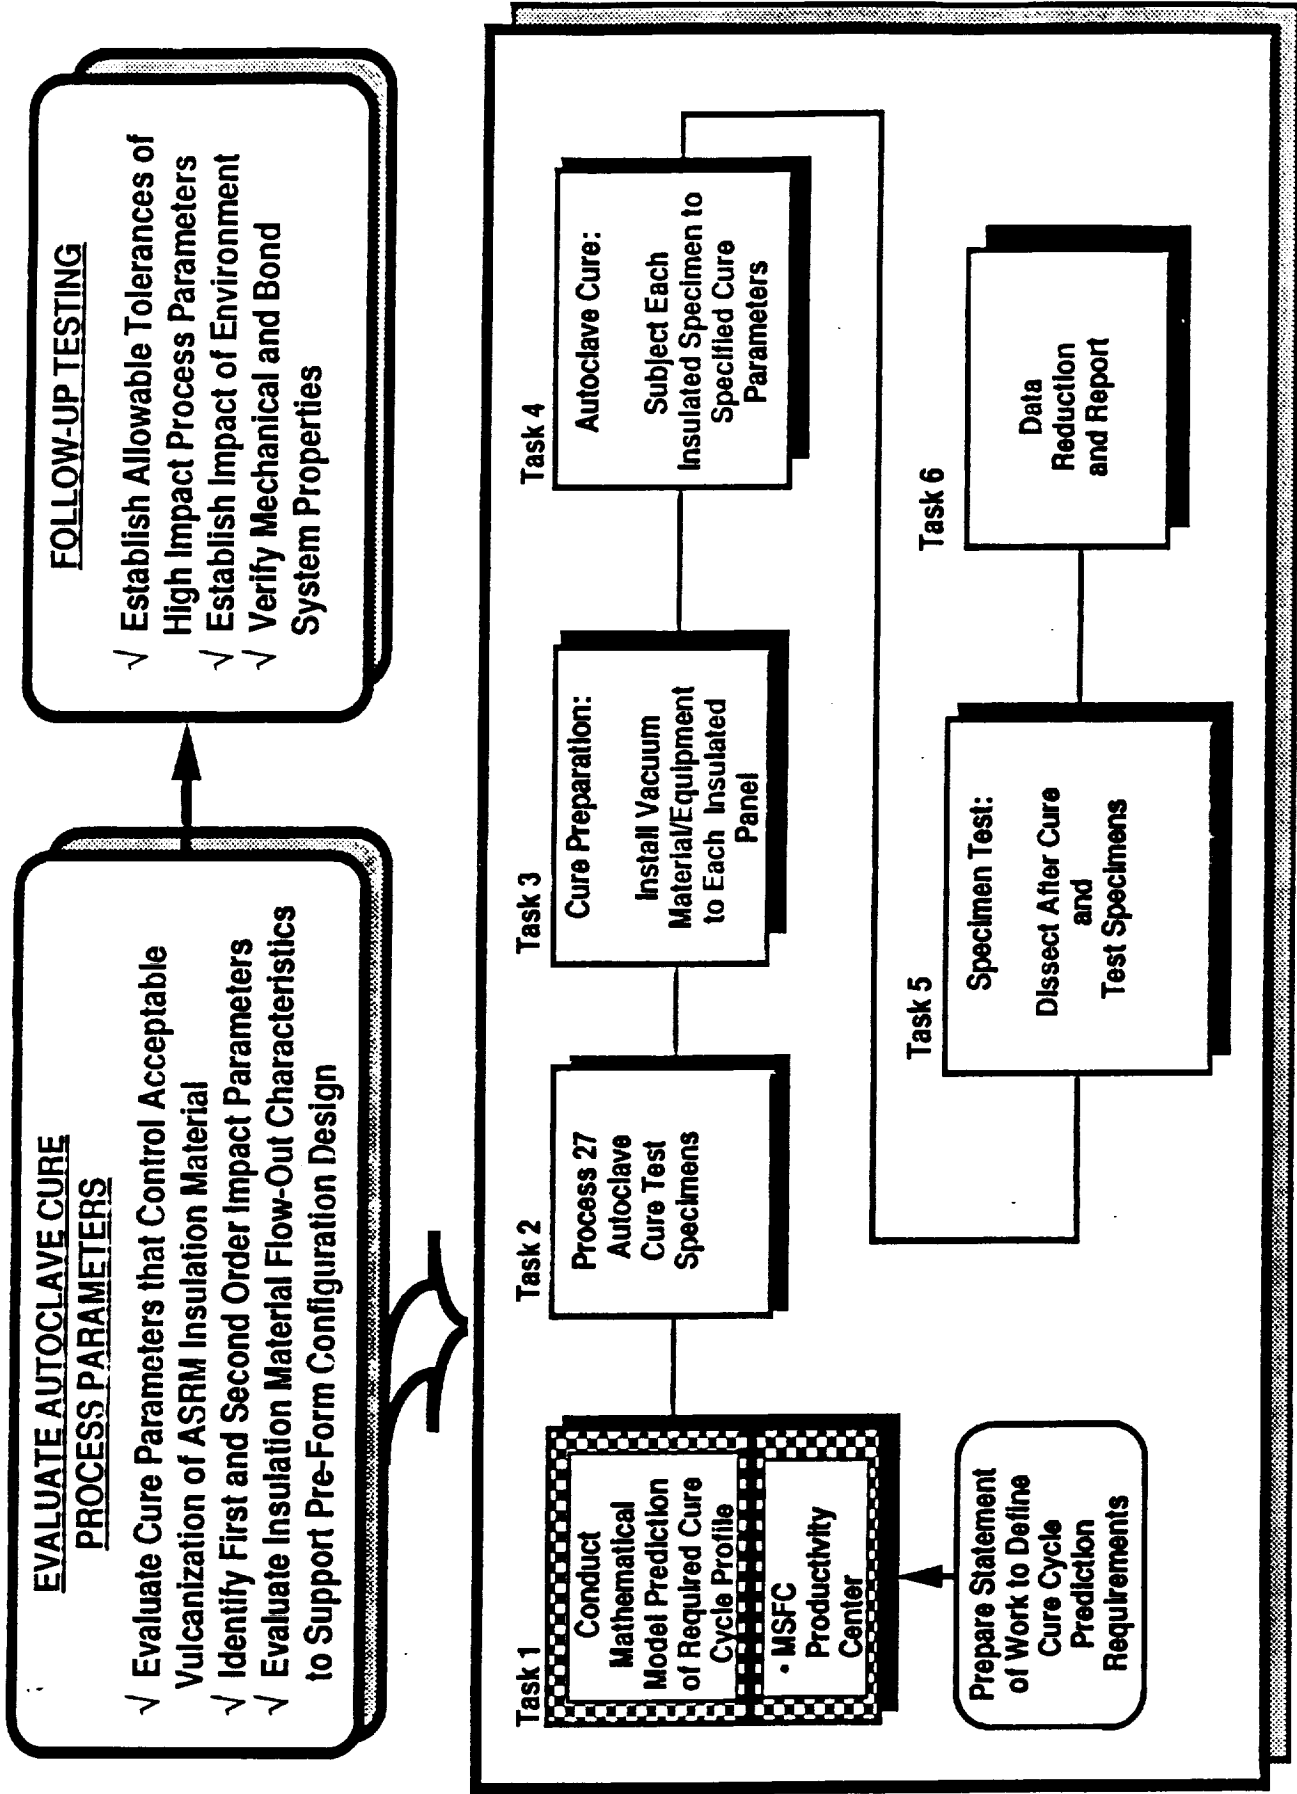 EVALUATE AUTOCLAVE CURE
PROCESS PARAMETERS
√ Evaluate Cure Parameters that Control Acceptable
Vulcanization of ASRM Insulation Material
√ Identify First and Second Order Impact Parameters
√ Evaluate Insulation Material Flow-Out Characteristics
to Support Pre-Form Configuration Design
FOLLOW-UP TESTING
√ Establish Allowable Tolerances of
High Impact Process Parameters
√ Establish Impact of Environment
√ Verify Mechanical and Bond
System Properties
Task 1
Conduct
Mathematical
Model Prediction
of Required Cure
Cycle Profile
• MSFC
Productivity
Center
Prepare Statement
of Work to Define
Cure Cycle
Prediction
Requirements
Task 2
Process 27
Autoclave
Cure Test
Specimens
Task 3
Cure Preparation:
Install Vacuum
Material/Equipment
to Each Insulated
Panel
Task 4
Autoclave Cure:
Subject Each
Insulated Specimen to
Specified Cure
Parameters
Task 5
Specimen Test:
Dissect After Cure
and
Test Specimens
Task 6
Data
Reduction
and Report